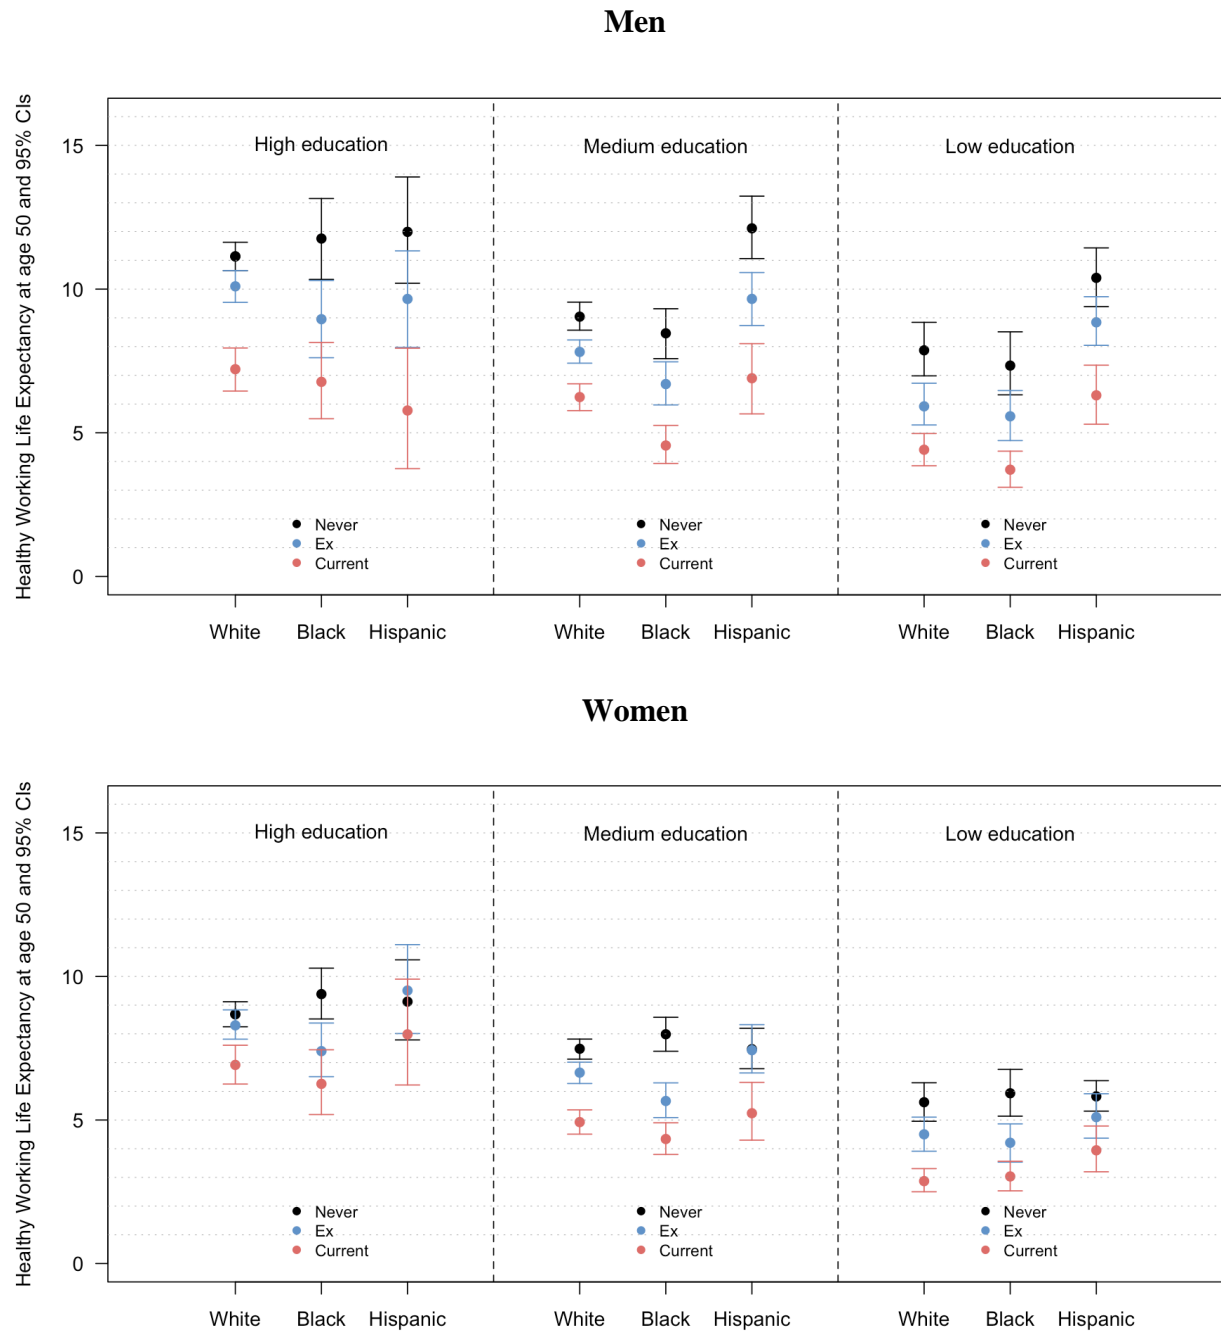 Men
Healthy Working Life Expectancy at age 50 and 95% CIs
15
10
5
0
High education
Medium education
Low education
Never
Ex
Current
Never
Ex
Current
Never
Ex
Current
White Black Hispanic
White Black Hispanic
White Black Hispanic
Women
Healthy Working Life Expectancy at age 50 and 95% CIs
15
10
5
0
High education
Medium education
Low education
Never
Ex
Current
Never
Ex
Current
Never
Ex
Current
White Black Hispanic
White Black Hispanic
White Black Hispanic